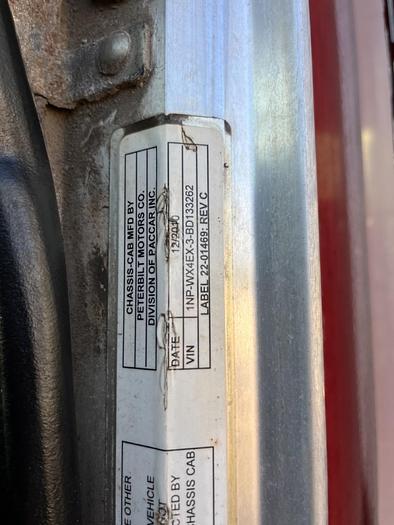 CHASSIS-CAB MFD BY
PETERBILT MOTORS CO.
DIVISION OF PACCAR INC.
DATE 12/2010
VIN 1NP-WX4EX-3-BD133262
LABEL 22-01469: REV C
E OTHER
VEHICLE
CTED BY
CHASSIS CAB